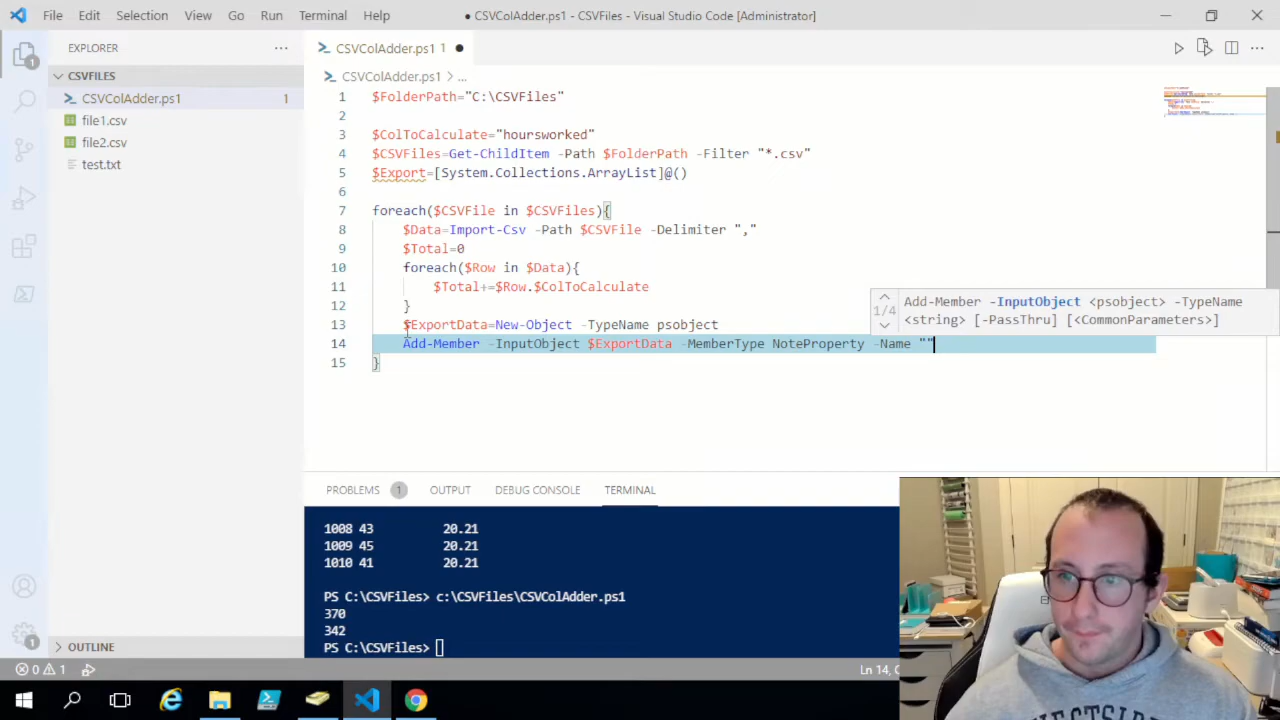 File Edit Selection View Go Run Terminal Help
● CSVColAdder.ps1 - CSVFiles - Visual Studio Code [Administrator]
EXPLORER
CSVFILES
CSVColAdder.ps1 1
file1.csv
file2.csv
test.txt
OUTLINE
1
1
CSVColAdder.ps1 1 ●
CSVColAdder.ps1 > ...
1 $FolderPath="C:\CSVFiles"
2
3 $ColToCalculate="hoursworked"
4 $CSVFiles=Get-ChildItem -Path $FolderPath -Filter "*.csv"
5 $Export=[System.Collections.ArrayList]@()
6
7 foreach($CSVFile in $CSVFiles){
8 $Data=Import-Csv -Path $CSVFile -Delimiter ","
9 $Total=0
10 foreach($Row in $Data){
11 $Total+=$Row.$ColToCalculate
12 }
13 $ExportData=New-Object -TypeName psobject
14 Add-Member -InputObject $ExportData -MemberType NoteProperty -Name ""
15 }
1/4
Add-Member -InputObject <psobject> -TypeName
<string> [-PassThru] [<CommonParameters>]
PROBLEMS 1 OUTPUT DEBUG CONSOLE TERMINAL
1008 43 20.21
1009 45 20.21
1010 41 20.21
PS C:\CSVFiles> c:\CSVFiles\CSVColAdder.ps1
370
342
PS C:\CSVFiles>
0 1
Ln 14, C